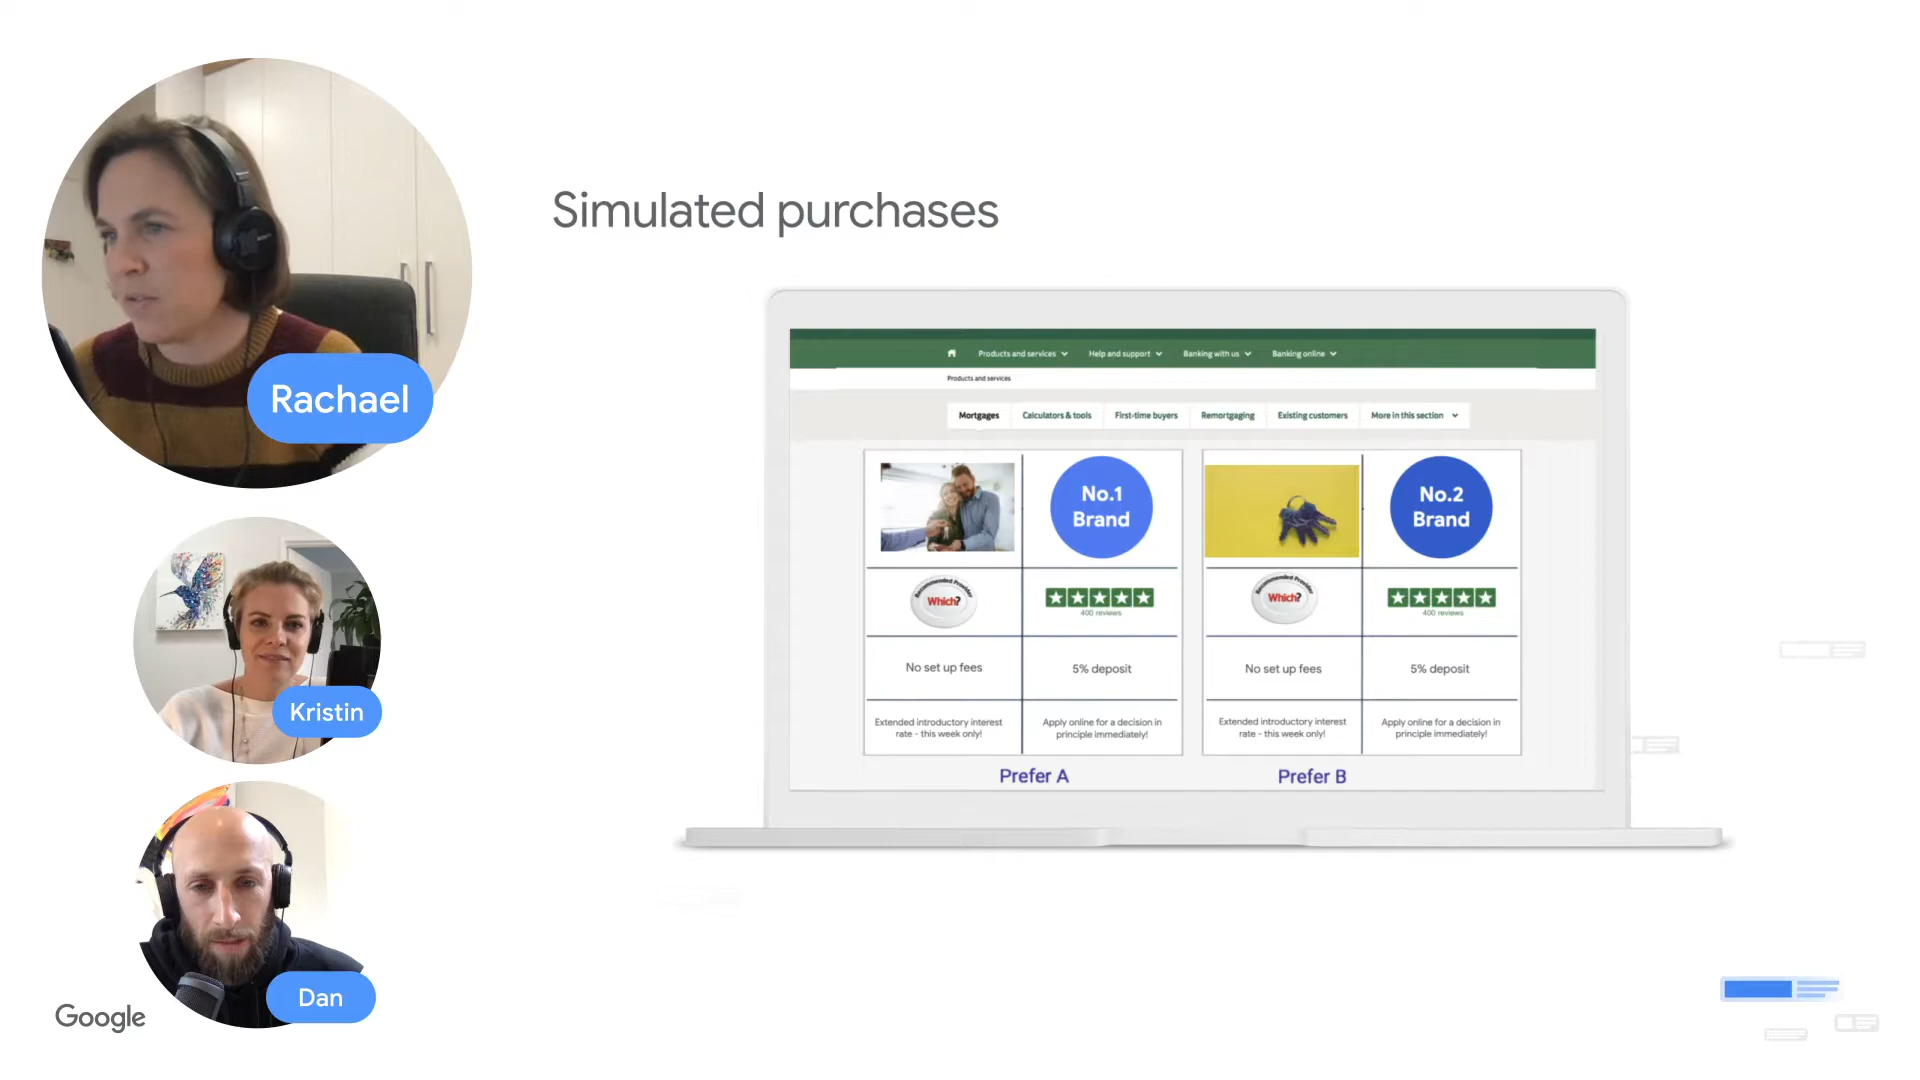 Simulated purchases
Rachael
Kristin
Dan
Google
Products and services
Help and support
Banking with us
Banking online
Products and services
Mortgages
Calculators & tools
First-time buyers
Remortgaging
Existing customers
More in this section
No.1
Brand
Recommended Provider
Which?
400 reviews
No set up fees
5% deposit
Extended introductory interest
rate - this week only!
Apply online for a decision in
principle immediately!
Prefer A
No.2
Brand
Recommended Provider
Which?
400 reviews
No set up fees
5% deposit
Extended introductory interest
rate - this week only!
Apply online for a decision in
principle immediately!
Prefer B